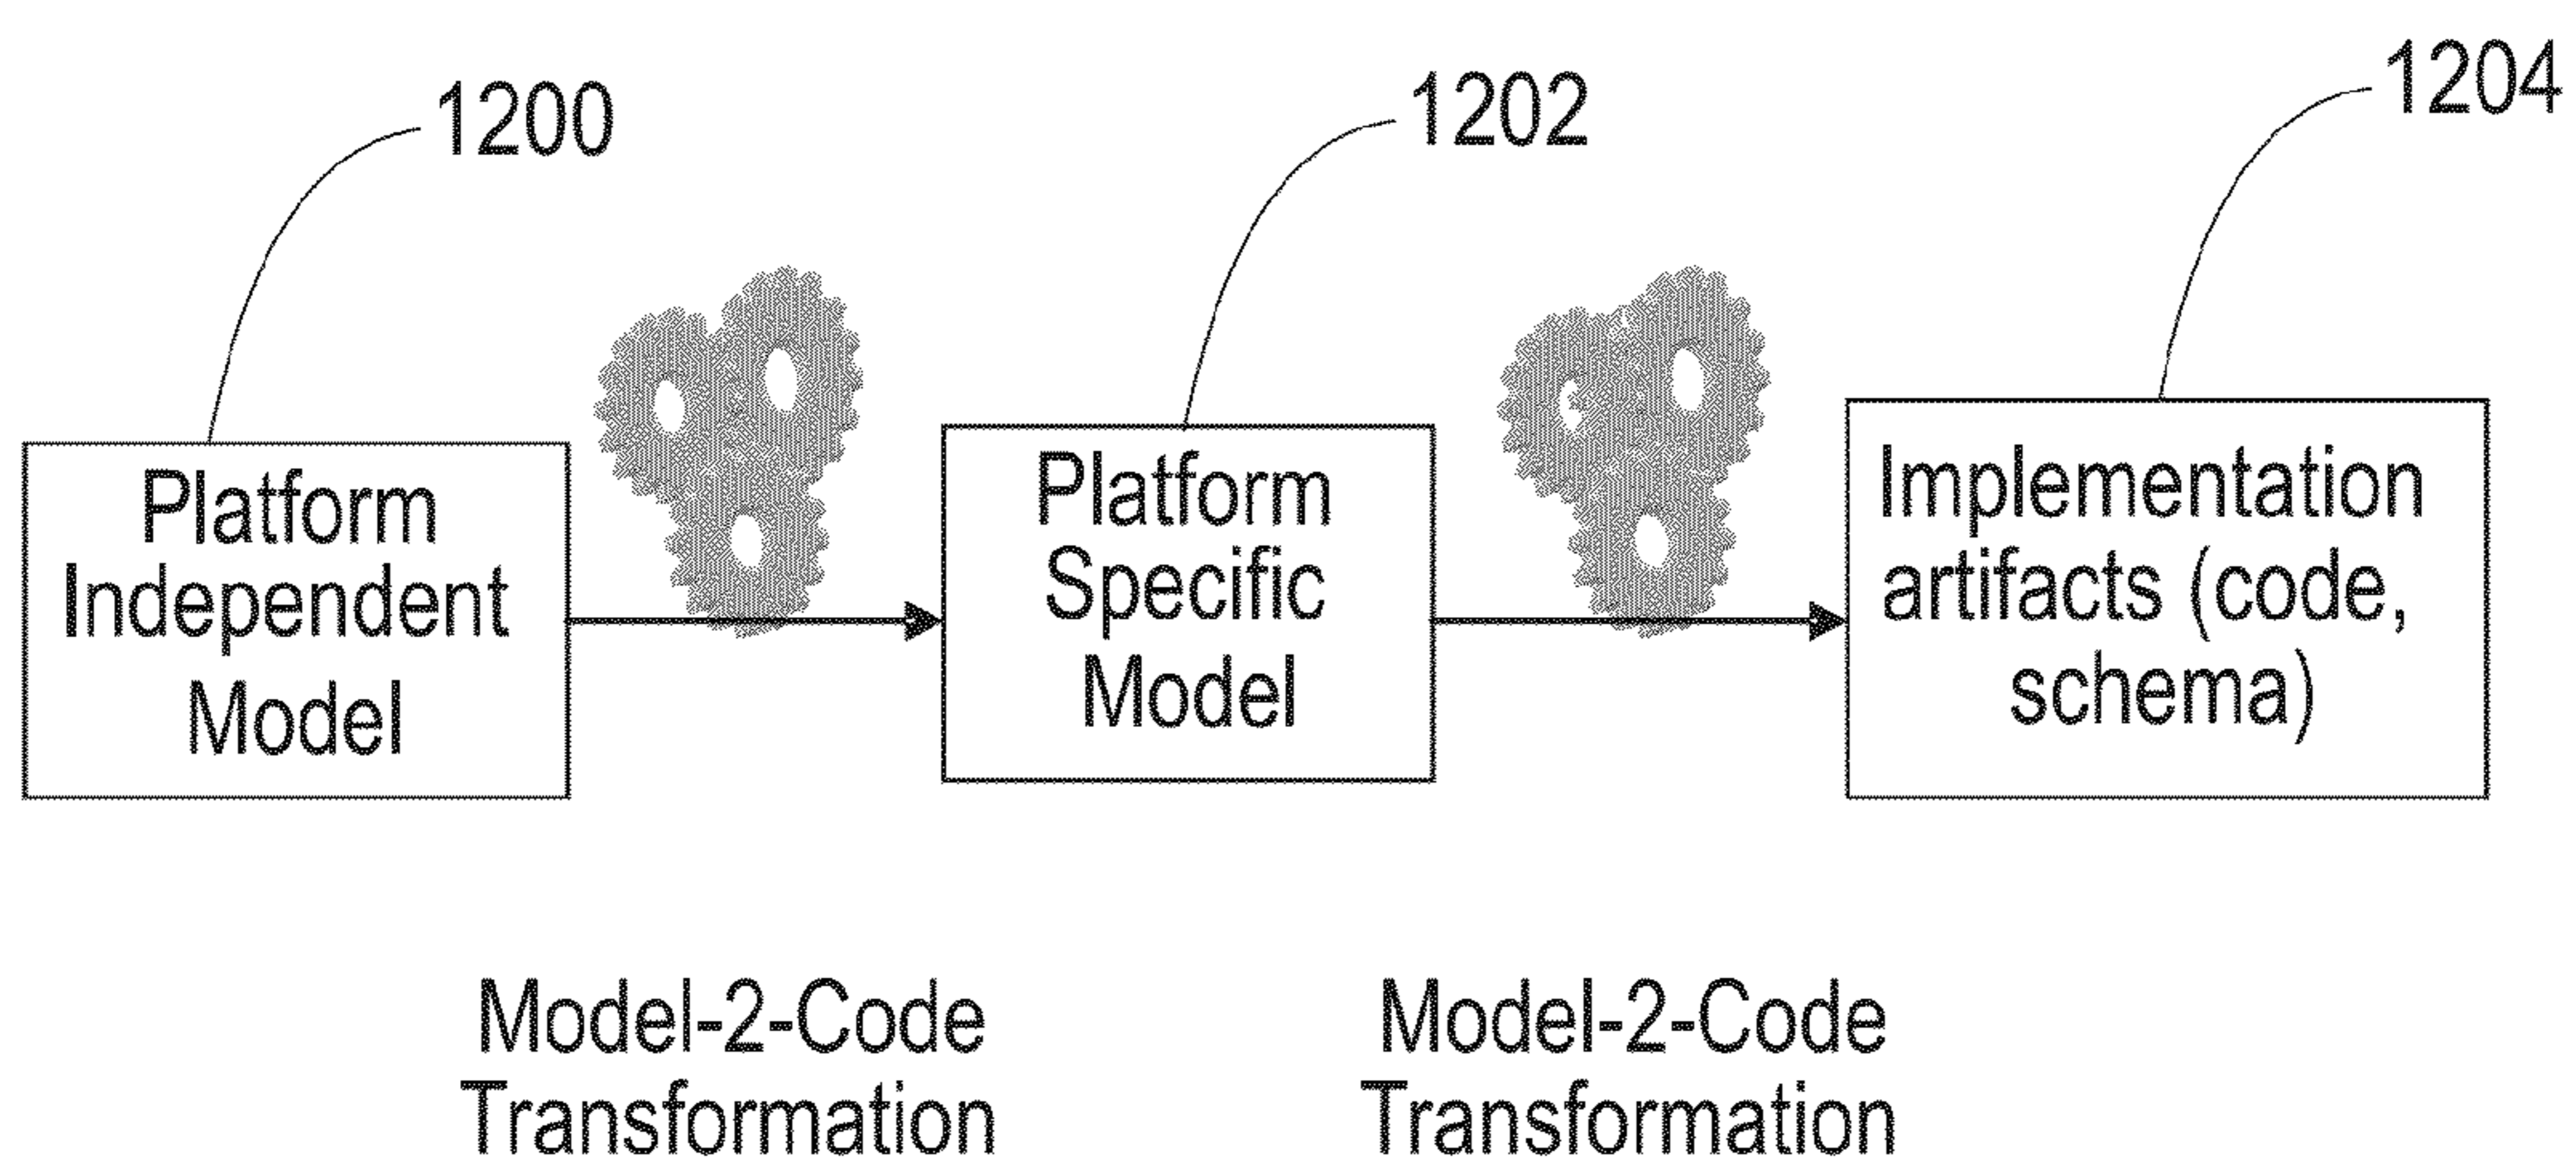 1200
1202
1204
Platform
Independent
Model
Platform
Specific
Model
Implementation
artifacts (code,
schema)
Model-2-Code
Transformation
Model-2-Code
Transformation